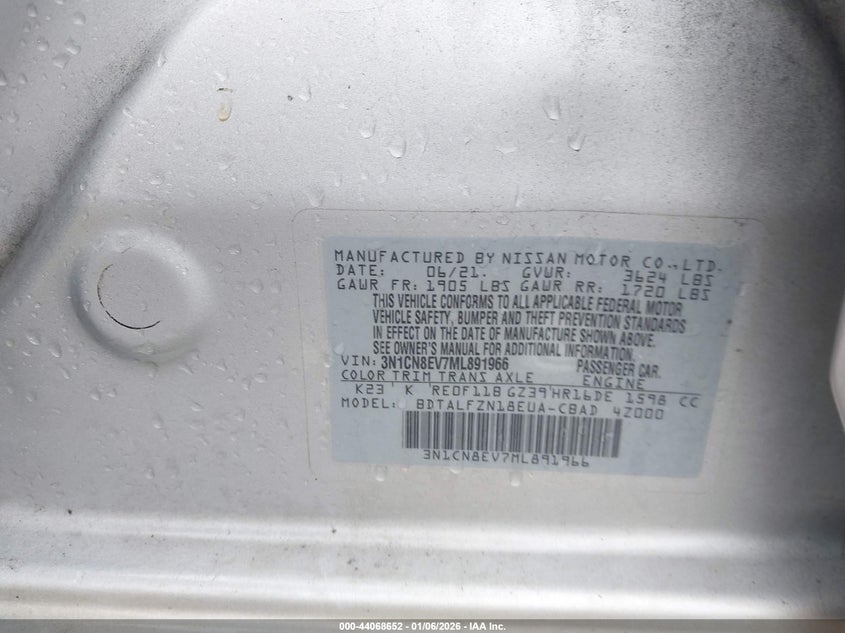 MANUFACTURED BY NISSAN MOTOR CO., LTD.
DATE: 06/21. GVWR: 3624 LBS
GAWR FR: 1905 LBS GAWR RR: 1720 LBS
THIS VEHICLE CONFORMS TO ALL APPLICABLE FEDERAL MOTOR
VEHICLE SAFETY, BUMPER AND THEFT PREVENTION STANDARDS
IN EFFECT ON THE DATE OF MANUFACTURE SHOWN ABOVE.
SEE OWNER'S MANUAL FOR ADDITIONAL INFORMATION.
VIN: 3N1CN8EV7ML891966 PASSENGER CAR.
COLOR TRIM TRANS AXLE ENGINE
K23 K RE0F11B GZ39 HR16DE 1598 CC
MODEL: BDTALFZN18EUA-CBAD 4Z000
3N1CN8EV7ML891966
000-44068652 | 01/06/2026 - IAA Inc.